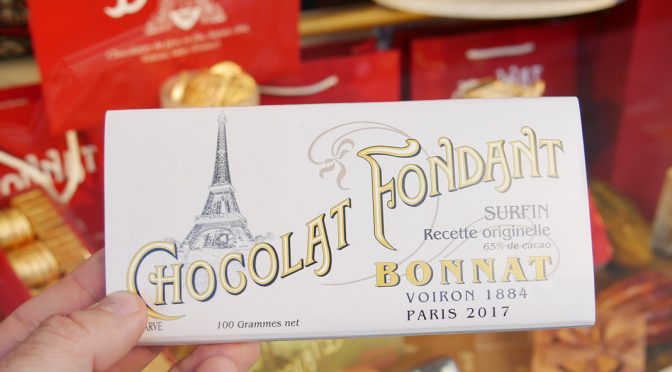 CHOCOLAT FONDANT
SURFIN
Recette originelle
65% de cacao
BONNAT
VOIRON 1884
PARIS 2017
100 Grammes net